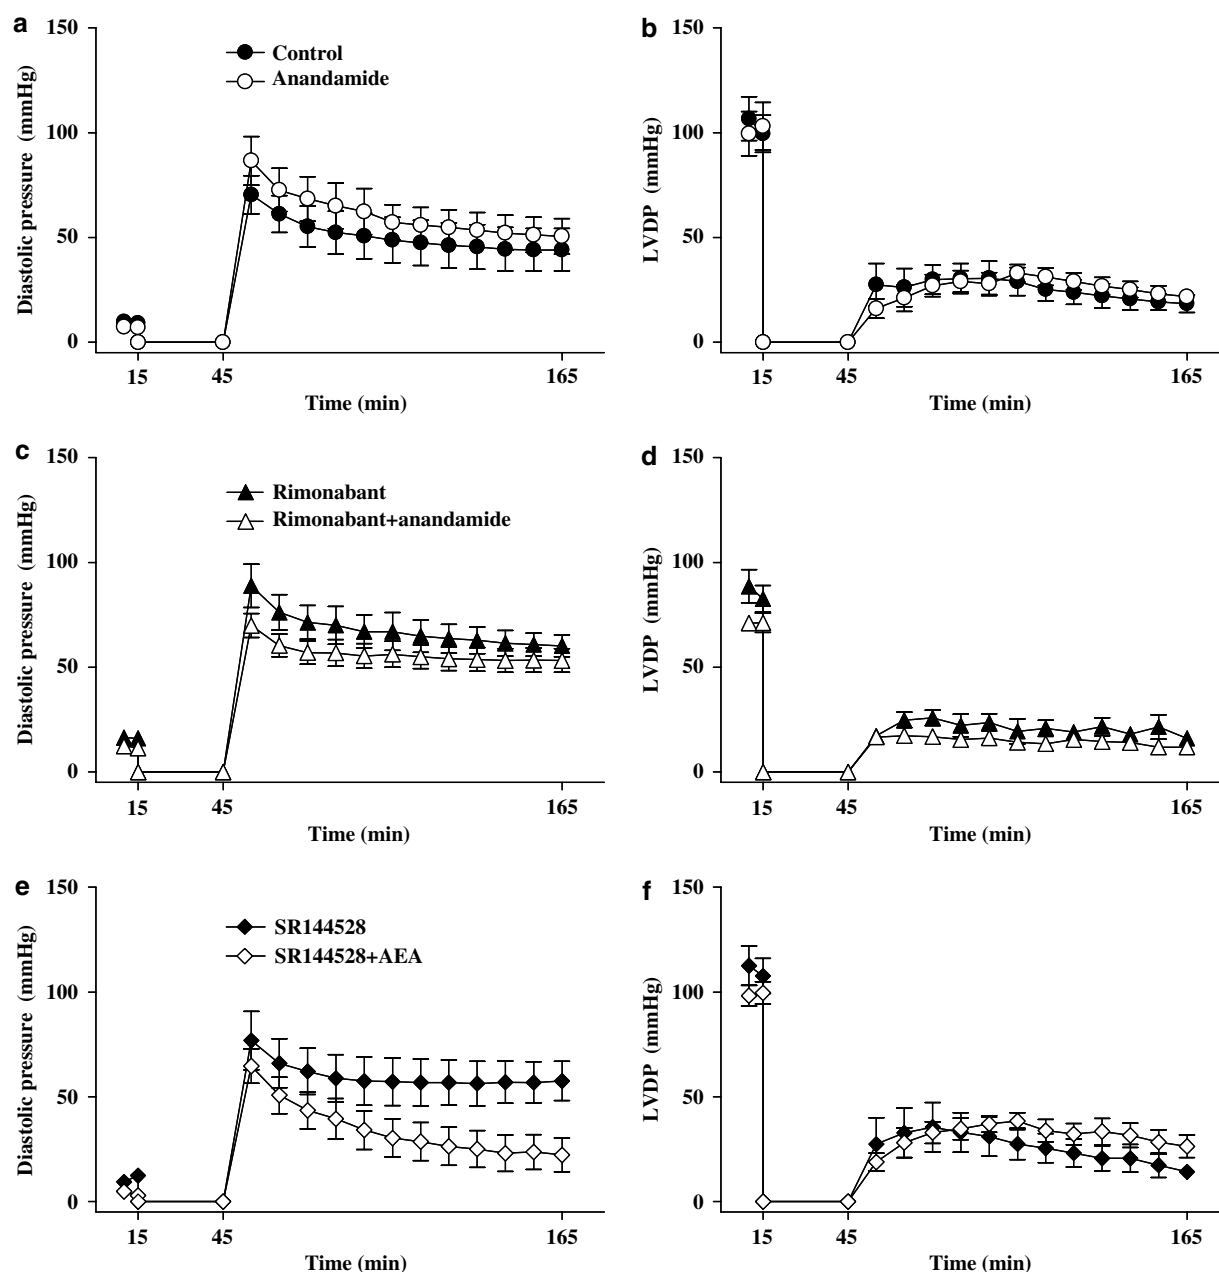 a
150
100
50
0
Diastolic pressure (mmHg)
Control
Anandamide
15
45
165
Time (min)
b
150
100
50
0
LVDP (mmHg)
15
45
165
Time (min)
c
150
100
50
0
Diastolic pressure (mmHg)
Rimonabant
Rimonabant+anandamide
15
45
165
Time (min)
d
150
100
50
0
LVDP (mmHg)
15
45
165
Time (min)
e
150
100
50
0
Diastolic pressure (mmHg)
SR144528
SR144528+AEA
15
45
165
Time (min)
f
150
100
50
0
LVDP (mmHg)
15
45
165
Time (min)